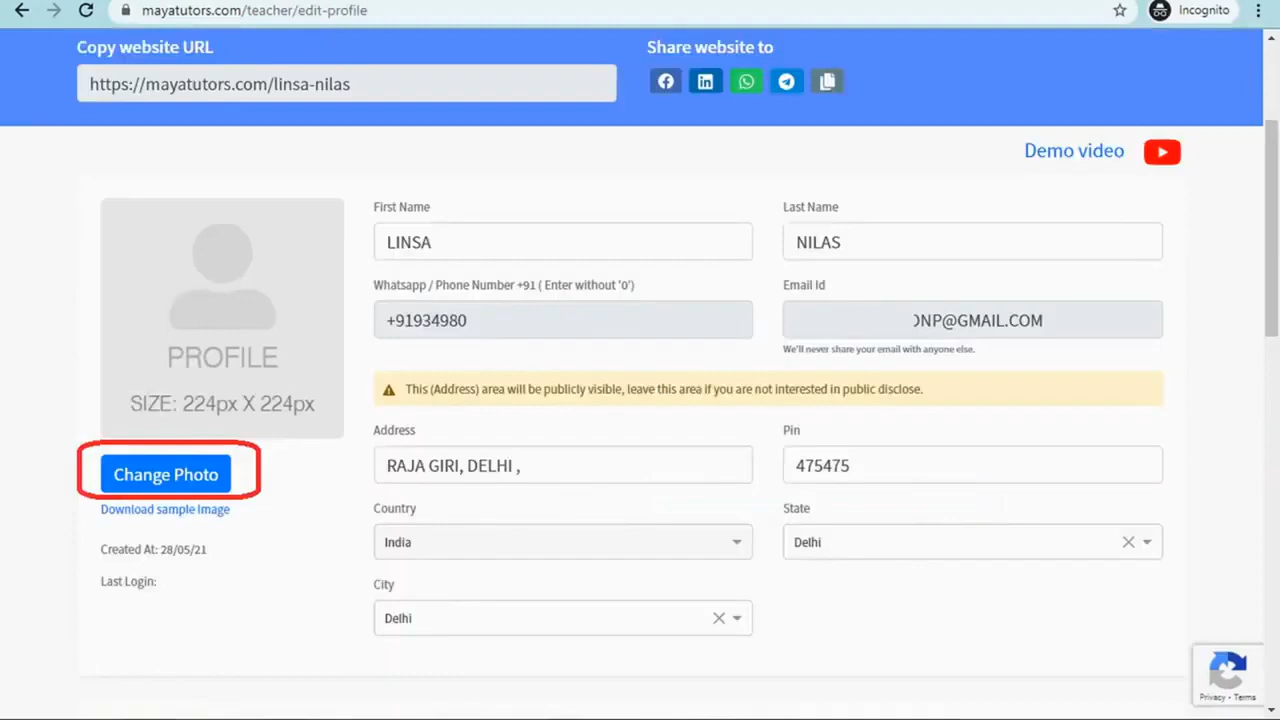 mayatutors.com/teacher/edit-profile
Incognito
Copy website URL
Share website to
https://mayatutors.com/linsa-nilas
Demo video
PROFILE
SIZE: 224px X 224px
Change Photo
Download sample Image
Created At: 28/05/21
Last Login:
First Name
Last Name
LINSA
NILAS
Whatsapp / Phone Number +91 ( Enter without '0')
Email Id
+91934980
NP@GMAIL.COM
We'll never share your email with anyone else.
This (Address) area will be publicly visible, leave this area if you are not interested in public disclose.
Address
Pin
RAJA GIRI, DELHI ,
475475
Country
State
India
Delhi
City
Delhi
Privacy - Terms